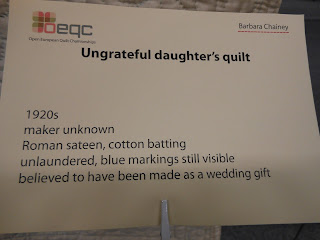 oeqc
Open European Quilt Championships
Barbara Chainey
Ungrateful daughter's quilt
1920s
maker unknown
Roman sateen, cotton batting
unlaundered, blue markings still visible
believed to have been made as a wedding gift